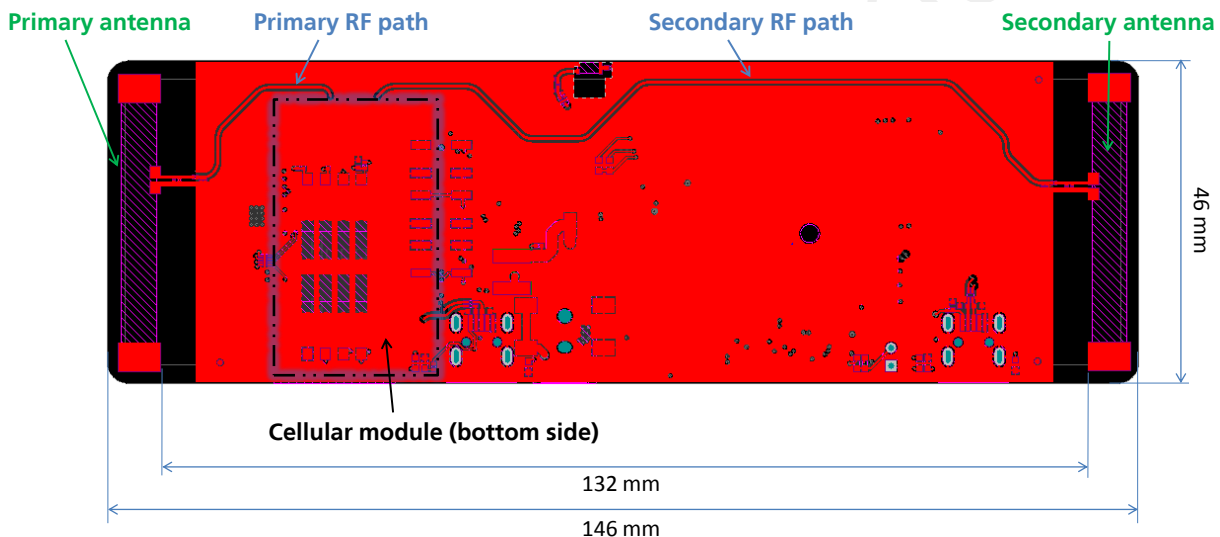 Primary antenna
Primary RF path
Secondary RF path
Secondary antenna
46 mm
Cellular module (bottom side)
132 mm
146 mm